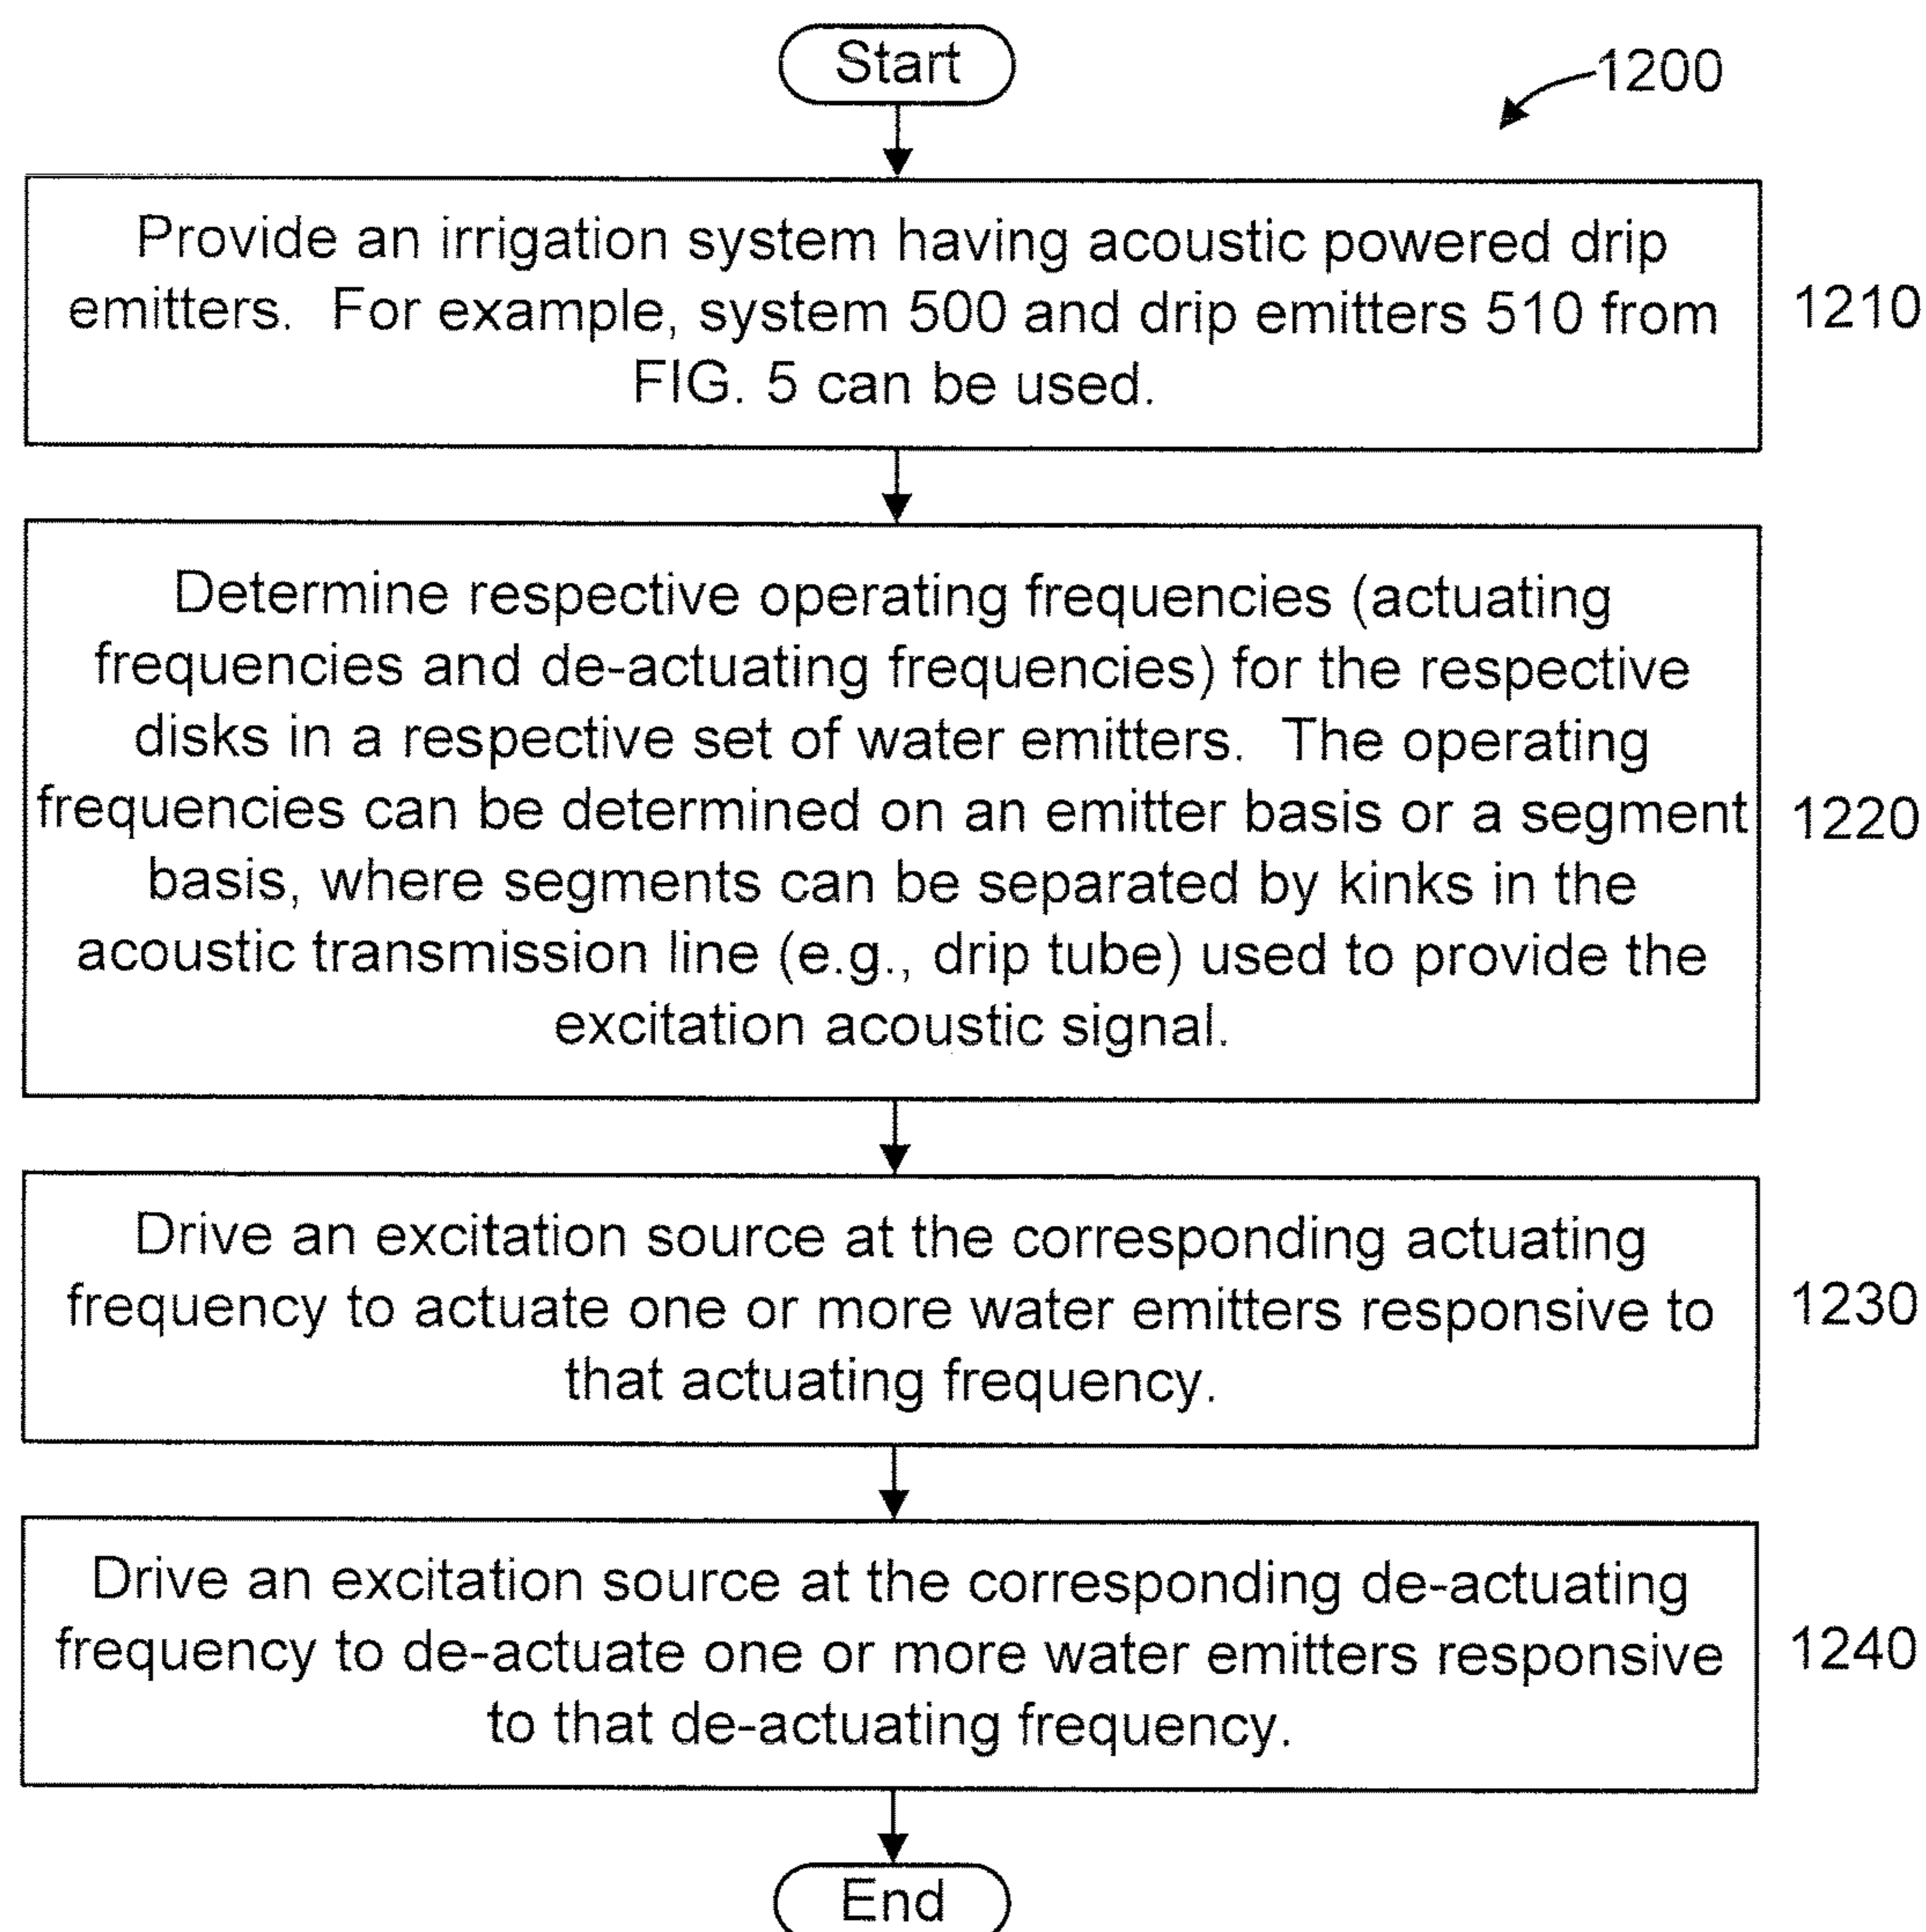 Start
1200
Provide an irrigation system having acoustic powered drip
emitters. For example, system 500 and drip emitters 510 from
FIG. 5 can be used.
1210
Determine respective operating frequencies (actuating
frequencies and de-actuating frequencies) for the respective
disks in a respective set of water emitters. The operating
frequencies can be determined on an emitter basis or a segment
basis, where segments can be separated by kinks in the
acoustic transmission line (e.g., drip tube) used to provide the
excitation acoustic signal.
1220
Drive an excitation source at the corresponding actuating
frequency to actuate one or more water emitters responsive to
that actuating frequency.
1230
Drive an excitation source at the corresponding de-actuating
frequency to de-actuate one or more water emitters responsive
to that de-actuating frequency.
1240
End